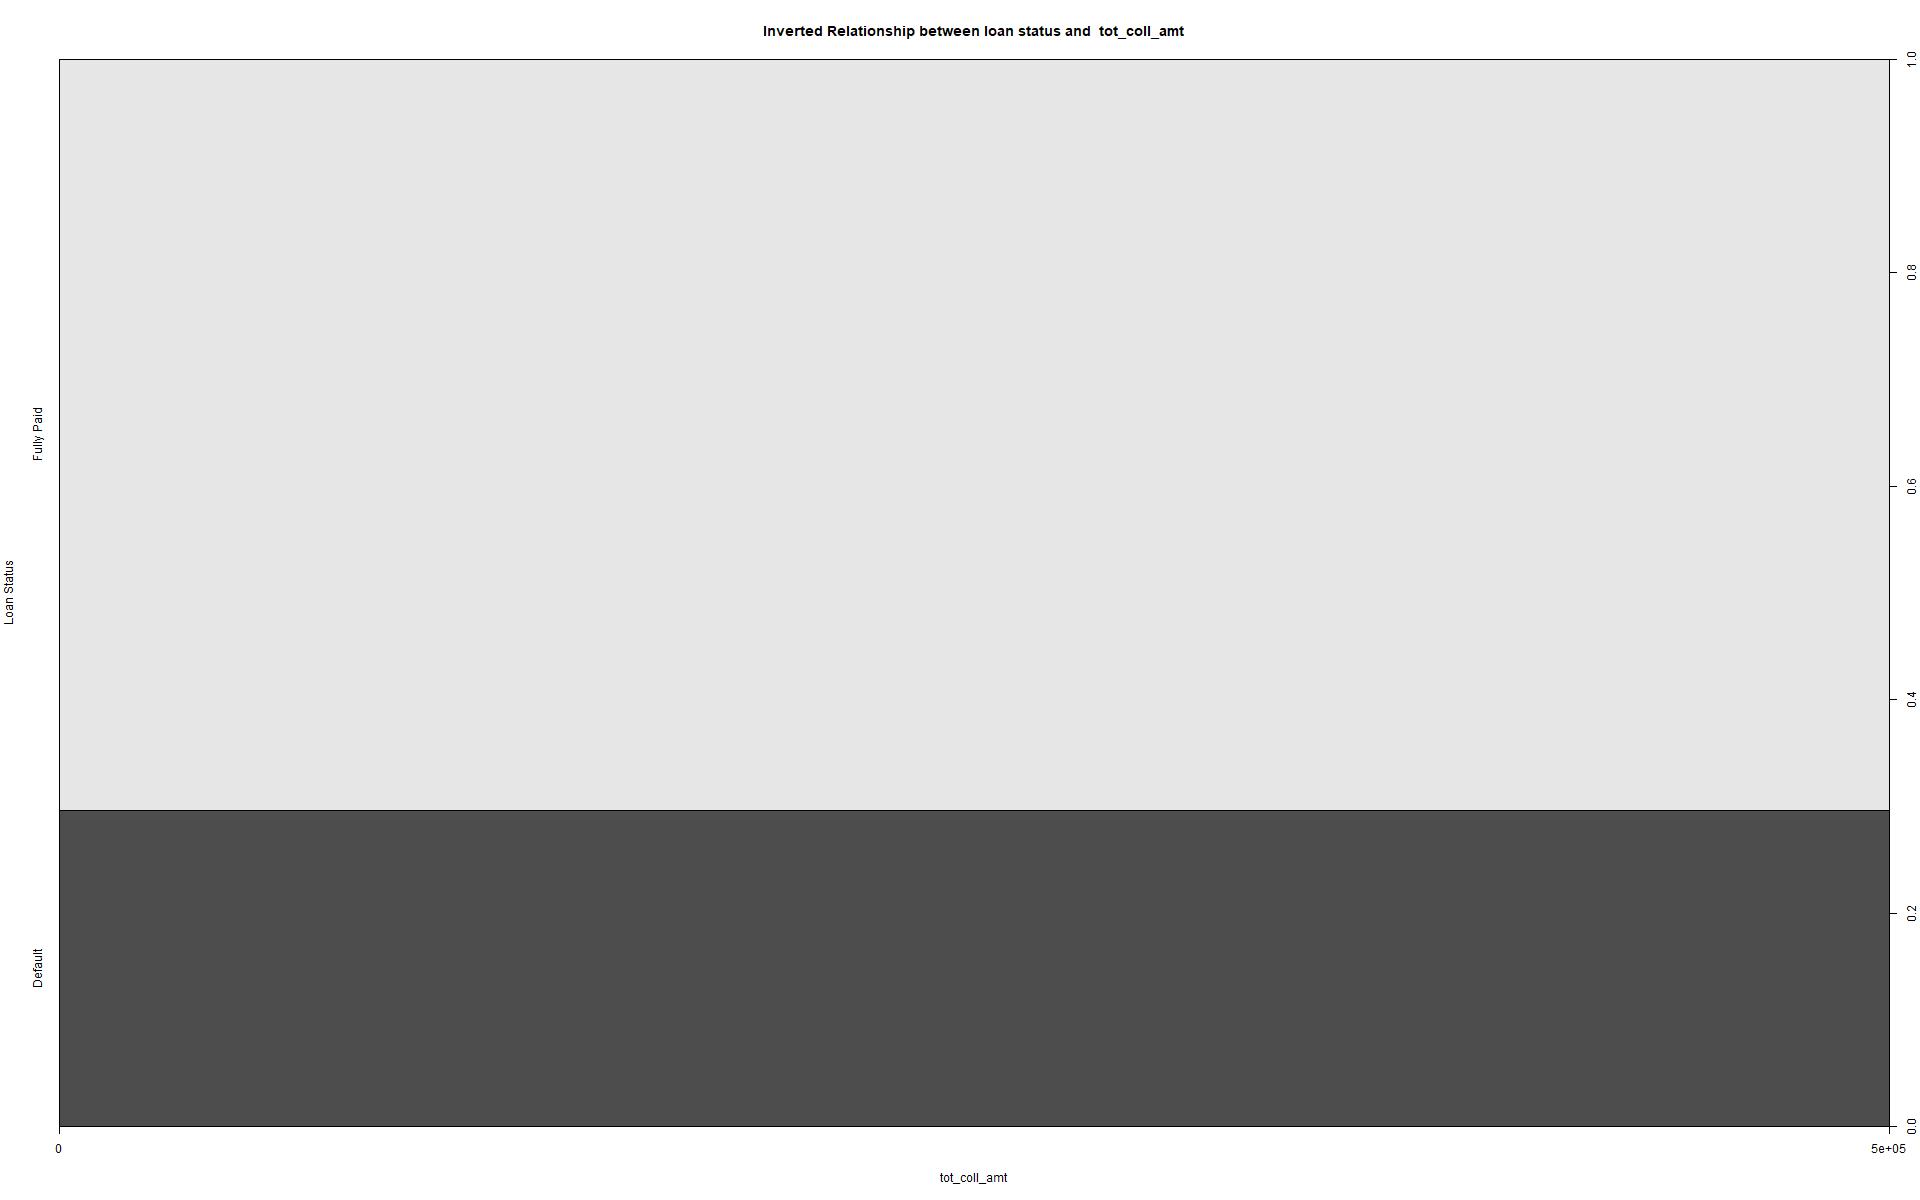 Inverted Relationship between loan status and  tot_coll_amt
1.0
0.8
0.6
0.4
0.2
0.0
Fully Paid
Default
Loan Status
0
5e+05
tot_coll_amt